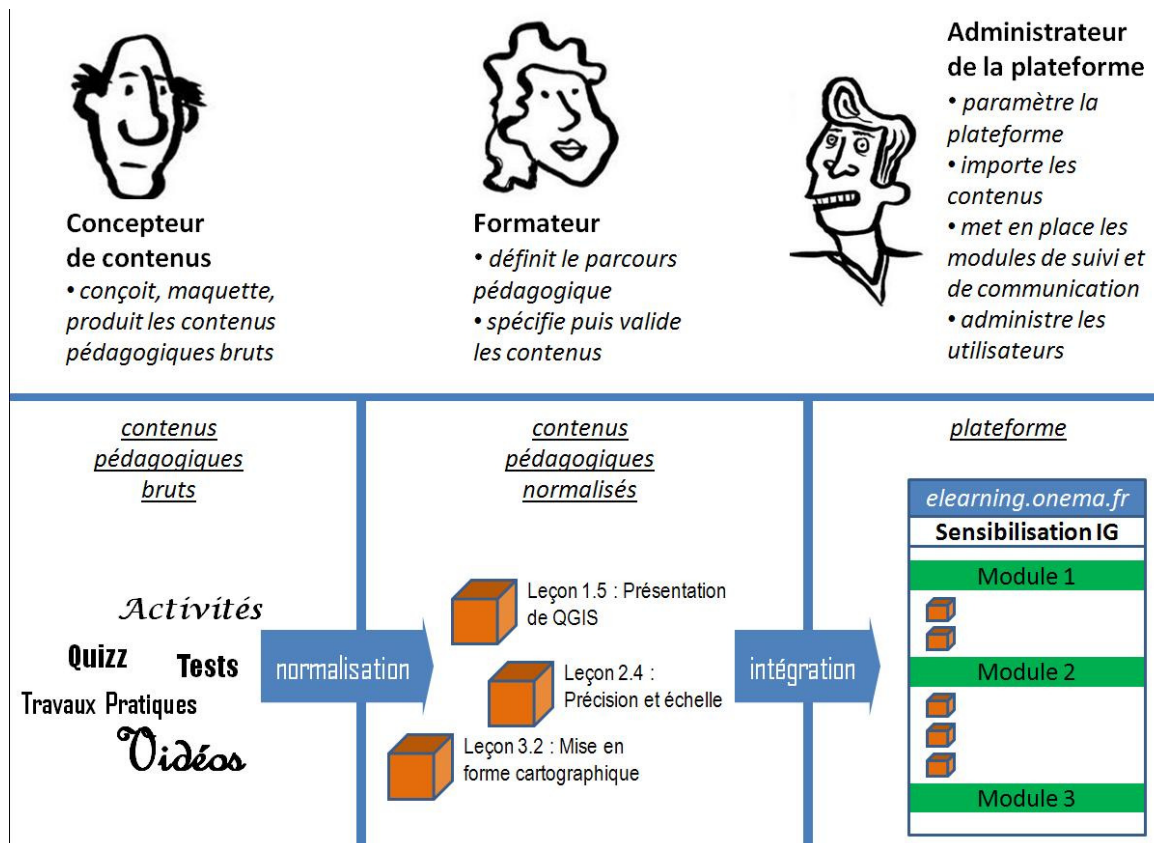 Concepteur
de contenus
• conçoit, maquette,
produit les contenus
pédagogiques bruts
Formateur
• définit le parcours
pédagogique
• spécifie puis valide
les contenus
Administrateur
de la plateforme
• paramètre la
plateforme
• importe les
contenus
• met en place les
modules de suivi et
de communication
• administre les
utilisateurs
contenus
pédagogiques
bruts
Activités
Quizz
Tests
Travaux Pratiques
Vidéos
normalisation
contenus
pédagogiques
normalisés
Leçon 1.5 : Présentation
de QGIS
Leçon 2.4 :
Précision et échelle
Leçon 3.2 : Mise en
forme cartographique
intégration
plateforme
elearning.onema.fr
Sensibilisation IG
Module 1
Module 2
Module 3